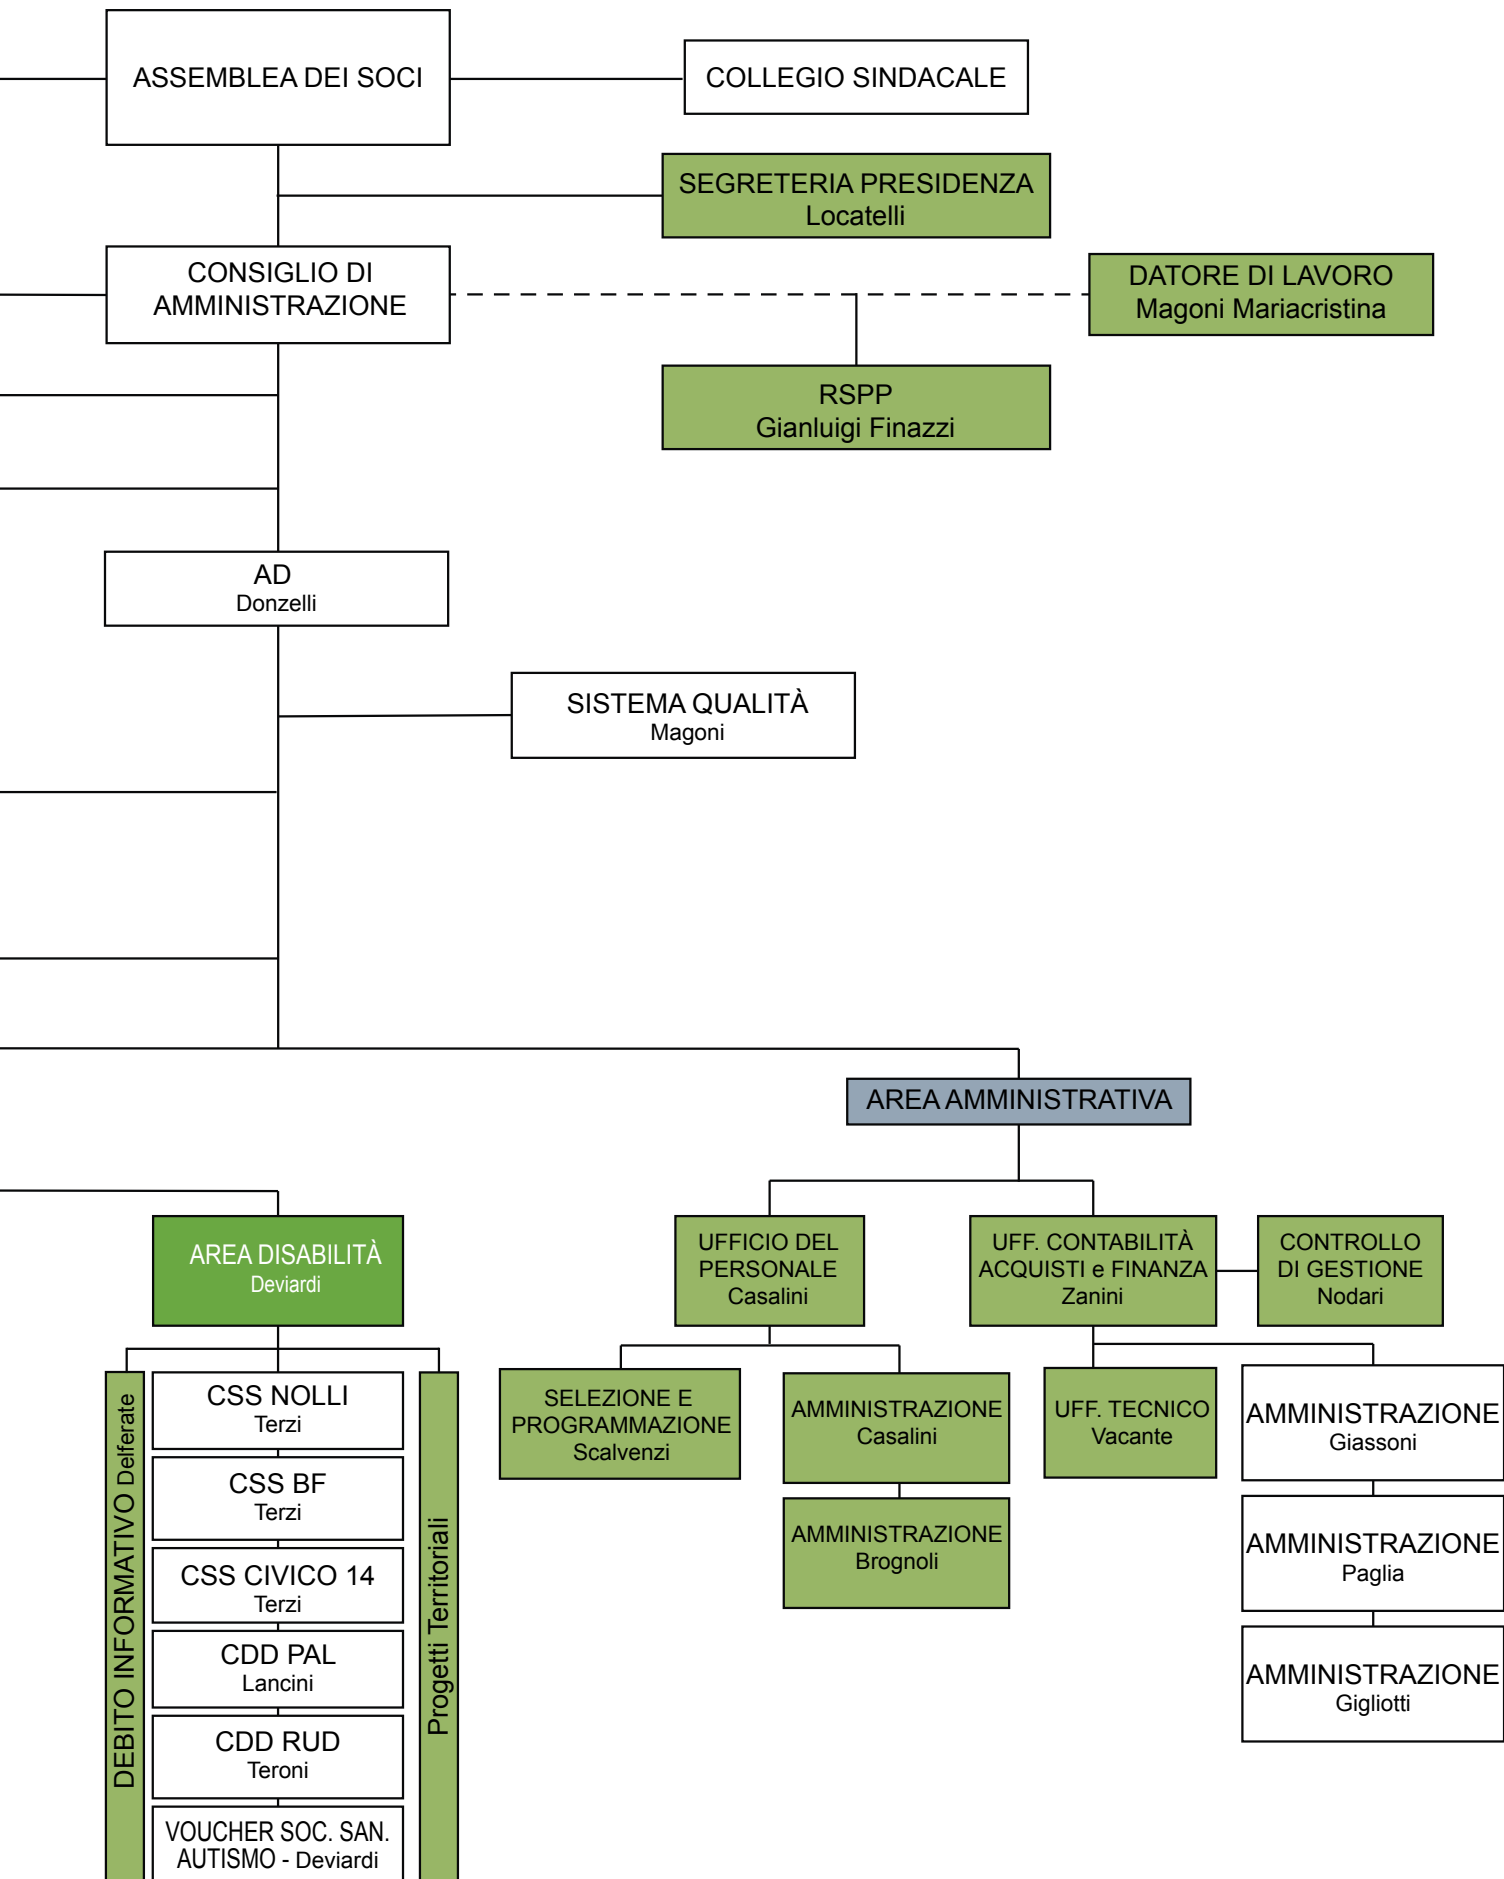 ASSEMBLEA DEI SOCI
COLLEGIO SINDACALE
SEGRETERIA PRESIDENZA
Locatelli
CONSIGLIO DI
AMMINISTRAZIONE
DATORE DI LAVORO
Magoni Mariacristina
RSPP
Gianluigi Finazzi
AD
Donzelli
SISTEMA QUALITÀ
Magoni
AREA AMMINISTRATIVA
AREA DISABILITÀ
Deviardi
UFFICIO DEL
PERSONALE
Casalini
UFF. CONTABILITÀ
ACQUISTI e FINANZA
Zanini
CONTROLLO
DI GESTIONE
Nodari
DEBITO INFORMATIVO Delferate
CSS NOLLI
Terzi
CSS BF
Terzi
CSS CIVICO 14
Terzi
CDD PAL
Lancini
CDD RUD
Teroni
VOUCHER SOC. SAN.
AUTISMO - Deviardi
Progetti Territoriali
SELEZIONE E
PROGRAMMAZIONE
Scalvenzi
AMMINISTRAZIONE
Casalini
AMMINISTRAZIONE
Brognoli
UFF. TECNICO
Vacante
AMMINISTRAZIONE
Giassoni
AMMINISTRAZIONE
Paglia
AMMINISTRAZIONE
Gigliotti